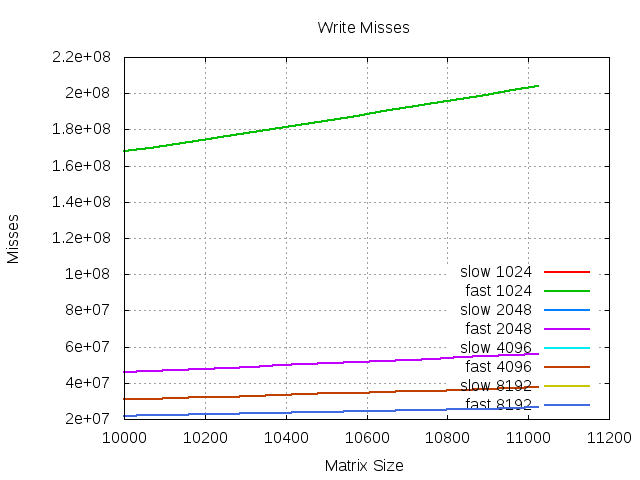 Write Misses
2.2e+08
2e+08
1.8e+08
1.6e+08
1.4e+08
1.2e+08
1e+08
8e+07
6e+07
4e+07
2e+07
Misses
slow 1024
fast 1024
slow 2048
fast 2048
slow 4096
fast 4096
slow 8192
fast 8192
10000 10200 10400 10600 10800 11000 11200
Matrix Size